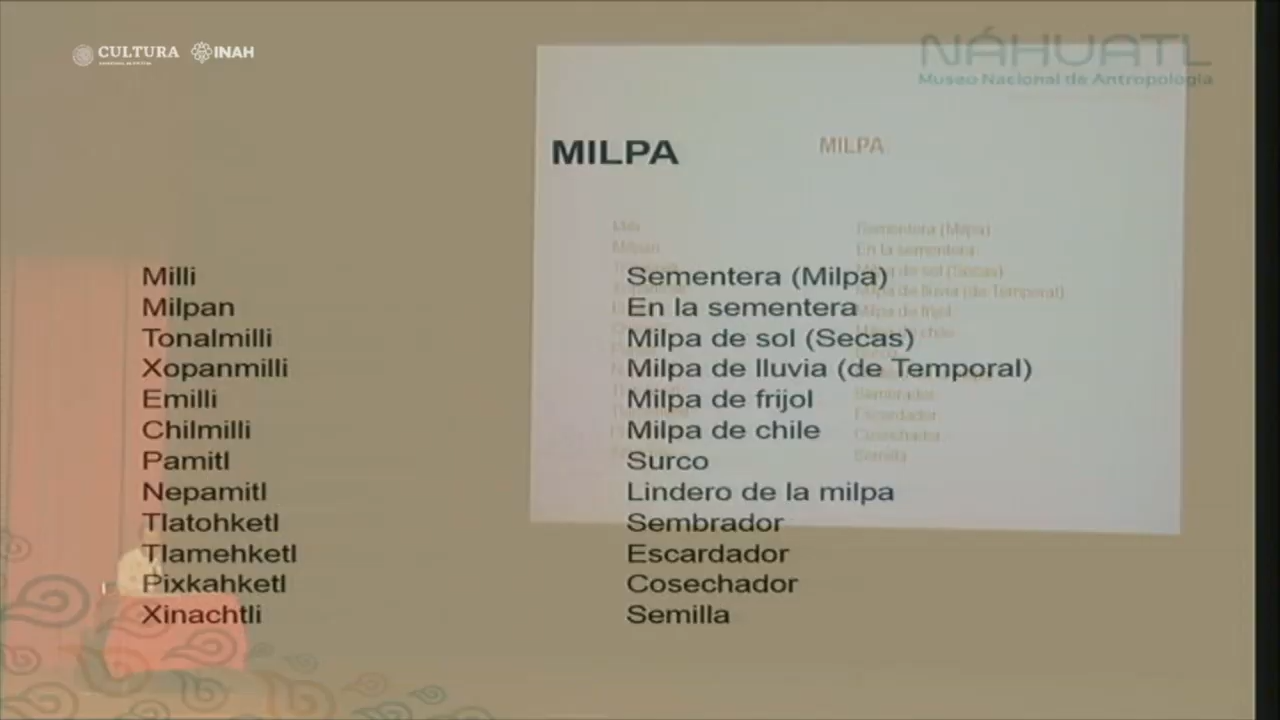 CULTURA INAH
NÁHUATL
Museo Nacional de Antropología
MILPA
MILPA
Milli Sementera (Milpa)
Milpan En la sementera
Tonalmilli Milpa de sol (Secas)
Xopanmilli Milpa de lluvia (de Temporal)
Emilli Milpa de frijol
Chilmilli Milpa de chile
Pamitl Surco
Nepamitl Lindero de la milpa
Tlatohketl Sembrador
Tlamehketl Escardador
Pixkahketl Cosechador
Xinachtli Semilla